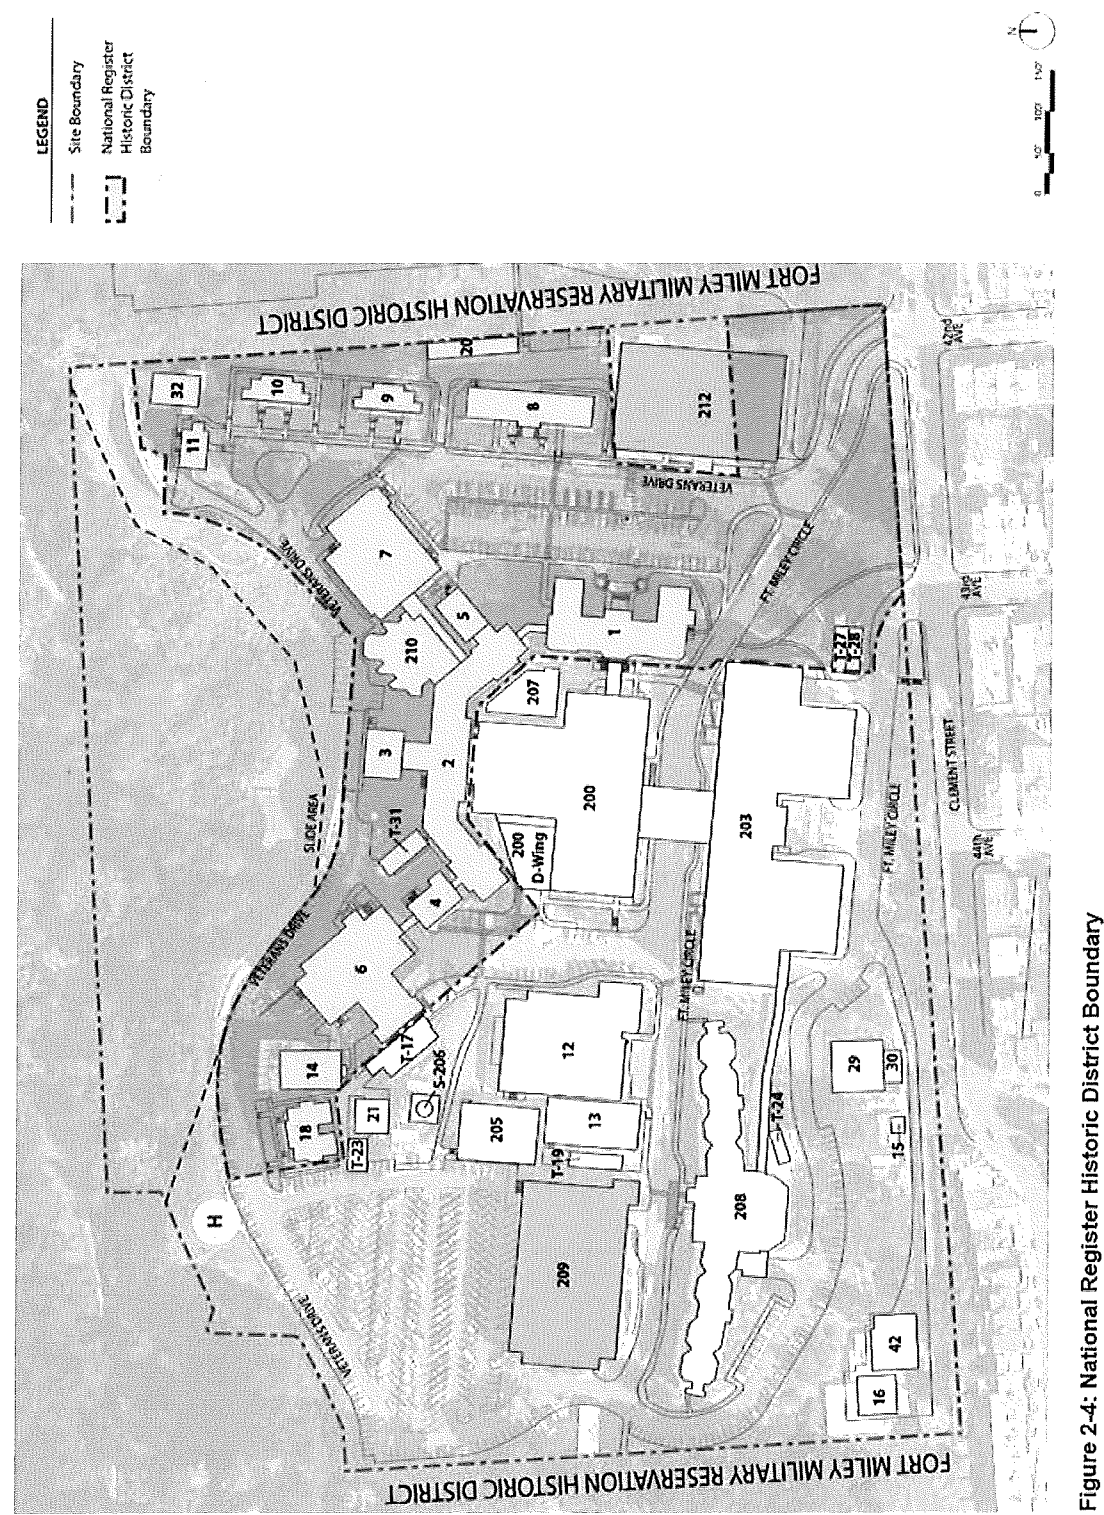 LEGEND
Site Boundary
National Register
Historic District
Boundary
N
0 50' 100' 150'
FORT MILEY MILITARY RESERVATION HISTORIC DISTRICT
FORT MILEY MILITARY RESERVATION HISTORIC DISTRICT
VETERANS DRIVE
VETERANS DRIVE
VETERANS DRIVE
VETERANS DRIVE
SLIDE AREA
H
18
14
T-23
21
T-17
S-206
6
4
T-31
3
2
210
5
7
11
32
10
9
8
20
212
1
207
200
200
D-Wing
12
13
205
T-19
209
203
208
T-24
29
30
15
42
16
T-27
T-28
FT. MILEY CIRCLE
FT. MILEY CIRCLE
FT. MILEY CIRCLE
CLEMENT STREET
44th
AVE
43rd
AVE
42nd
AVE
Figure 2-4: National Register Historic District Boundary